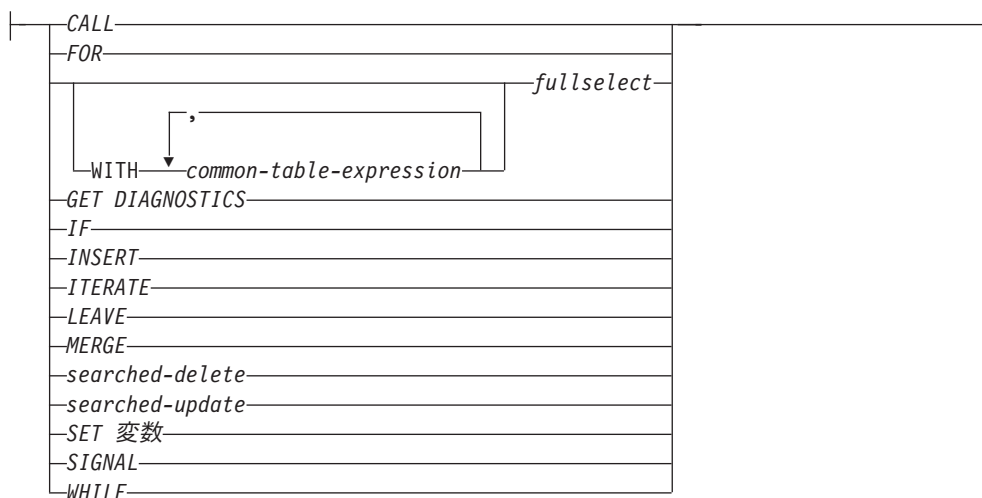 CALL
FOR
fullselect
,
WITH common-table-expression
GET DIAGNOSTICS
IF
INSERT
ITERATE
LEAVE
MERGE
searched-delete
searched-update
SET 変数
SIGNAL
WHILE